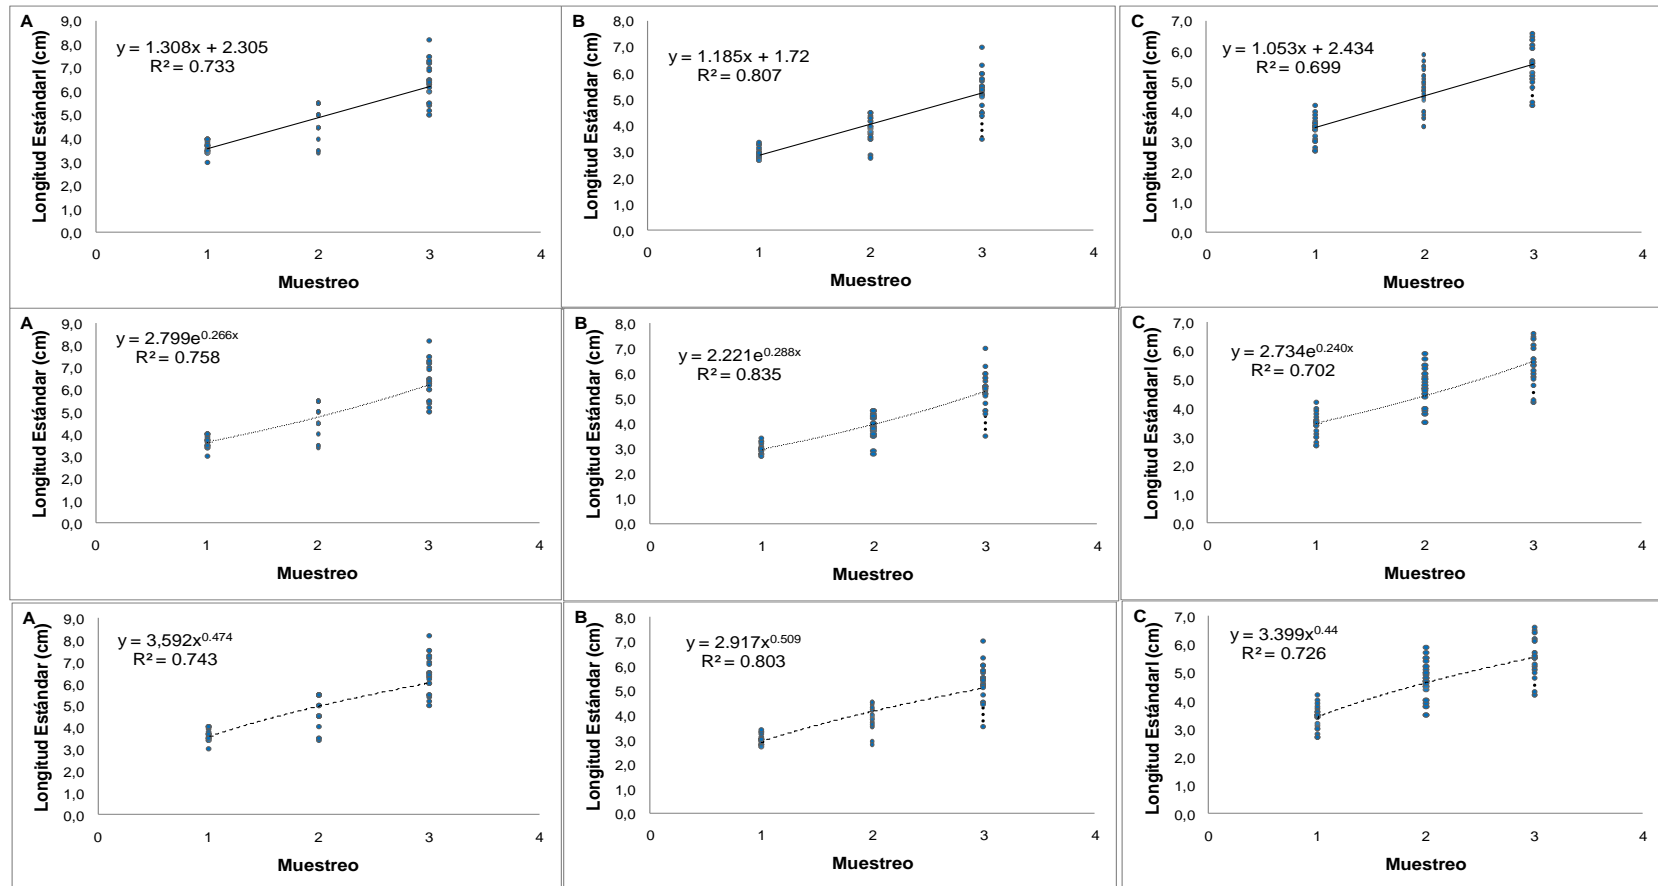 A
Longitud Estándarl (cm)
9,0
8,0
7,0
6,0
5,0
4,0
3,0
2,0
1,0
0,0
y = 1.308x + 2.305
R² = 0.733
0 1 2 3 4
Muestreo
B
Longitud Estándar (cm)
8,0
7,0
6,0
5,0
4,0
3,0
2,0
1,0
0,0
y = 1.185x + 1.72
R² = 0.807
0 1 2 3 4
Muestreo
C
Longitud Estándarl (cm)
7,0
6,0
5,0
4,0
3,0
2,0
1,0
0,0
y = 1.053x + 2.434
R² = 0.699
0 1 2 3 4
Muestreo
A
Longitud Estándar (cm)
9,0
8,0
7,0
6,0
5,0
4,0
3,0
2,0
1,0
0,0
y = 2.799e^0.266x
R² = 0.758
0 1 2 3 4
Muestreo
B
Longitud Estándar (cm)
8,0
7,0
6,0
5,0
4,0
3,0
2,0
1,0
0,0
y = 2.221e^0.288x
R² = 0.835
0 1 2 3 4
Muestreo
C
Longitud Estándarl (cm)
7,0
6,0
5,0
4,0
3,0
2,0
1,0
0,0
y = 2.734e^0.240x
R² = 0.702
0 1 2 3 4
Muestreo
A
Longitud Estándar (cm)
9,0
8,0
7,0
6,0
5,0
4,0
3,0
2,0
1,0
0,0
y = 3,592x^0.474
R² = 0.743
0 1 2 3 4
Muestreo
B
Longitud Estándar (cm)
8,0
7,0
6,0
5,0
4,0
3,0
2,0
1,0
0,0
y = 2.917x^0.509
R² = 0.803
0 1 2 3 4
Muestreo
C
Longitud Estándarl (cm)
7,0
6,0
5,0
4,0
3,0
2,0
1,0
0,0
y = 3.399x^0.44
R² = 0.726
0 1 2 3 4
Muestreo